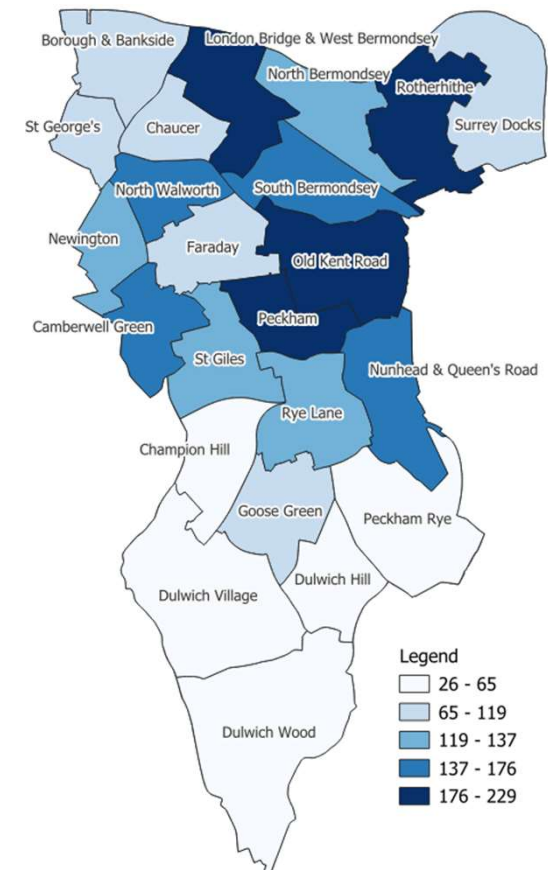 Borough & Bankside
London Bridge & West Bermondsey
North Bermondsey
Rotherhithe
St George's
Chaucer
Surrey Docks
North Walworth
South Bermondsey
Newington
Faraday
Old Kent Road
Camberwell Green
Peckham
St Giles
Nunhead & Queen's Road
Rye Lane
Champion Hill
Goose Green
Peckham Rye
Dulwich Hill
Dulwich Village
Dulwich Wood
Legend
26 - 65
65 - 119
119 - 137
137 - 176
176 - 229